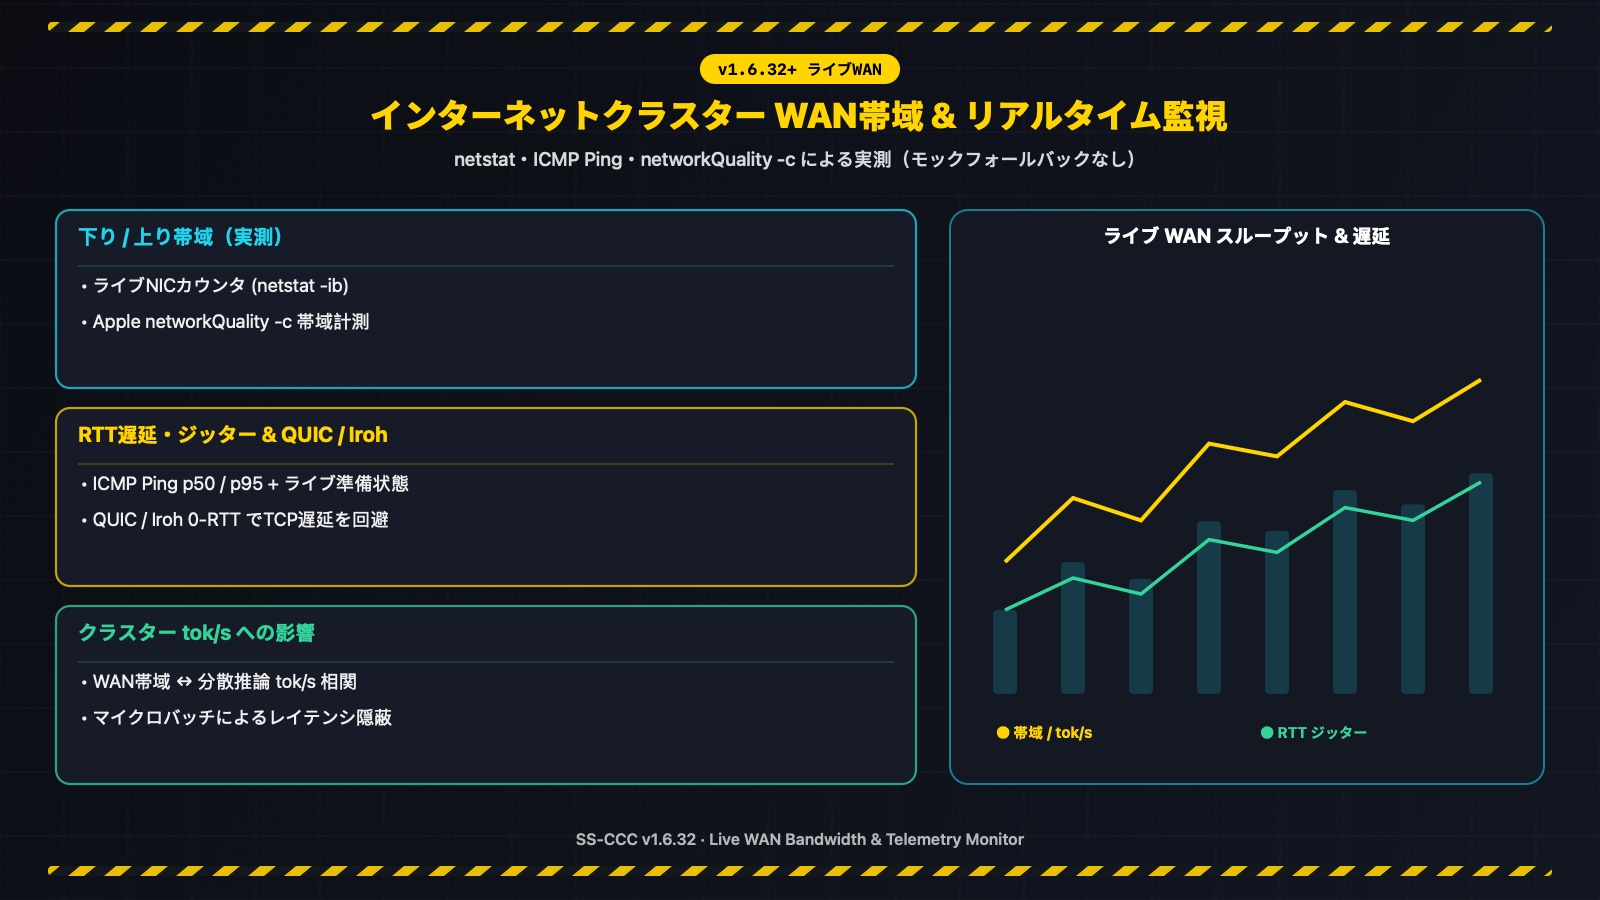 v1.6.32+ ライブWAN
インターネットクラスター WAN帯域 & リアルタイム監視
netstat・ICMP Ping・networkQuality -c による実測（モックフォールバックなし）
下り / 上り帯域（実測）
• ライブNICカウンタ (netstat -ib)
• Apple networkQuality -c 帯域計測
RTT遅延・ジッター & QUIC / Iroh
• ICMP Ping p50 / p95 + ライブ準備状態
• QUIC / Iroh 0-RTT でTCP遅延を回避
クラスター tok/s への影響
• WAN帯域 ↔ 分散推論 tok/s 相関
• マイクロバッチによるレイテンシ隠蔽
ライブ WAN スループット & 遅延
帯域 / tok/s
RTT ジッター
SS-CCC v1.6.32 · Live WAN Bandwidth & Telemetry Monitor